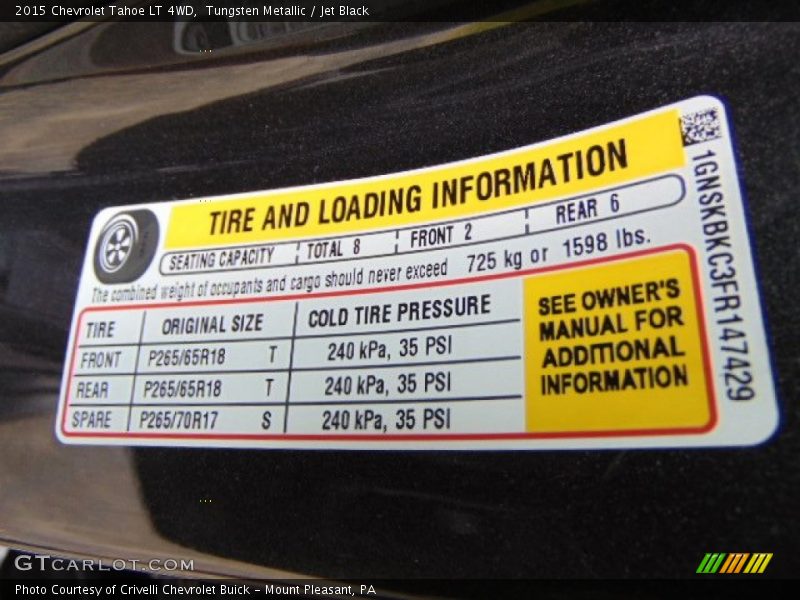 2015 Chevrolet Tahoe LT 4WD, Tungsten Metallic / Jet Black
TIRE AND LOADING INFORMATION
SEATING CAPACITY TOTAL 8 FRONT 2 REAR 6
The combined weight of occupants and cargo should never exceed 725 kg or 1598 lbs.
TIRE ORIGINAL SIZE COLD TIRE PRESSURE
FRONT P265/65R18 T 240 kPa, 35 PSI
REAR P265/65R18 T 240 kPa, 35 PSI
SPARE P265/70R17 S 240 kPa, 35 PSI
SEE OWNER'S
MANUAL FOR
ADDITIONAL
INFORMATION
1GNSKBKC3FR147429
GTCARLOT.COM
Photo Courtesy of Crivelli Chevrolet Buick – Mount Pleasant, PA